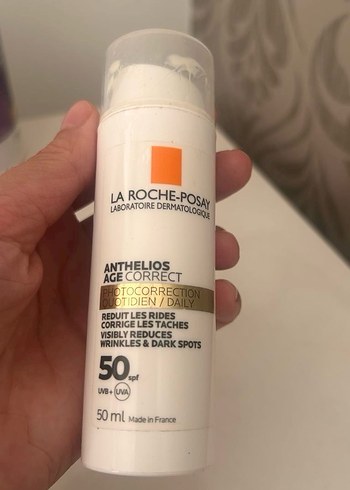 LA ROCHE-POSAY
LABORATOIRE DERMATOLOGIQUE
ANTHELIOS
AGE CORRECT
PHOTOCORRECTION
QUOTIDIEN / DAILY
REDUIT LES RIDES
CORRIGE LES TACHES
VISIBLY REDUCES
WRINKLES & DARK SPOTS
50 spf
UVB+ UVA
50 ml Made in France